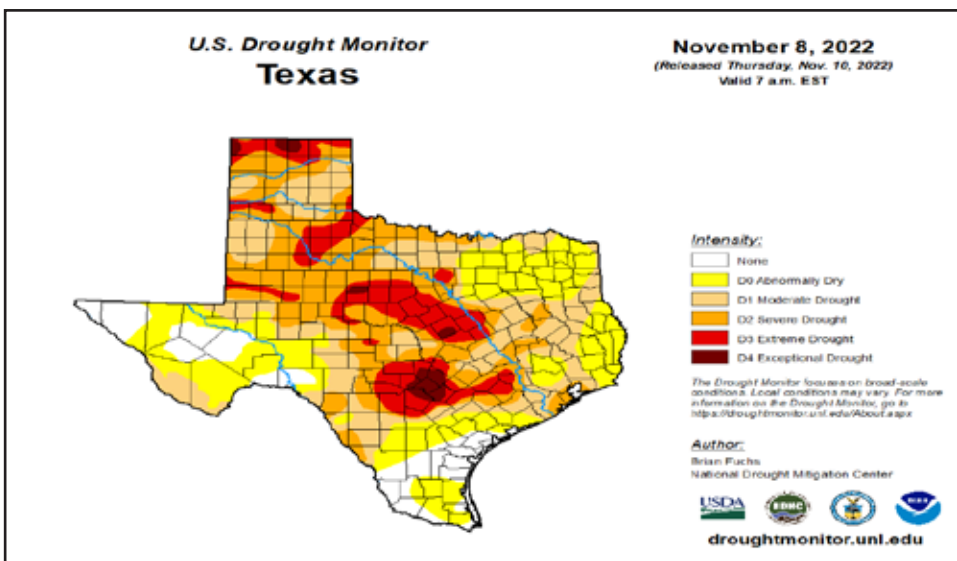 U.S. Drought Monitor
Texas
November 8, 2022
(Released Thursday, Nov. 10, 2022)
Valid 7 a.m. EST
Intensity:
None
D0 Abnormally Dry
D1 Moderate Drought
D2 Severe Drought
D3 Extreme Drought
D4 Exceptional Drought
The Drought Monitor focuses on broad-scale
conditions. Local conditions may vary. For more
information on the Drought Monitor, go to
https://droughtmonitor.unl.edu/About.aspx
Author:
Brian Fuchs
National Drought Mitigation Center
USDA
NDMC
droughtmonitor.unl.edu